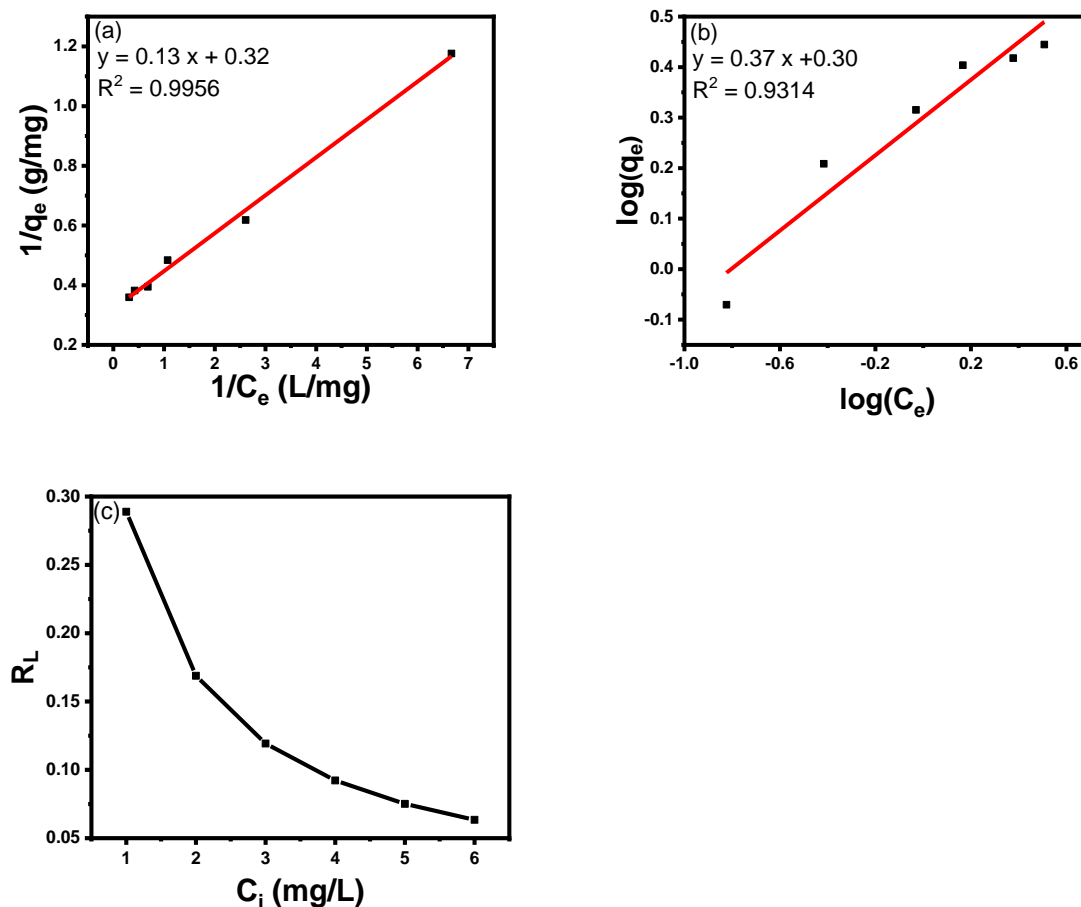 (a)
y = 0.13 x + 0.32
R² = 0.9956
1.2
1.0
0.8
0.6
0.4
0.2
1/qₑ (g/mg)
0 1 2 3 4 5 6 7
1/Cₑ (L/mg)
(b)
y = 0.37 x +0.30
R² = 0.9314
0.5
0.4
0.3
0.2
0.1
0.0
-0.1
log(qₑ)
-1.0 -0.6 -0.2 0.2 0.6
log(Cₑ)
(c)
0.30
0.25
0.20
0.15
0.10
0.05
R_L
1 2 3 4 5 6
Cᵢ (mg/L)